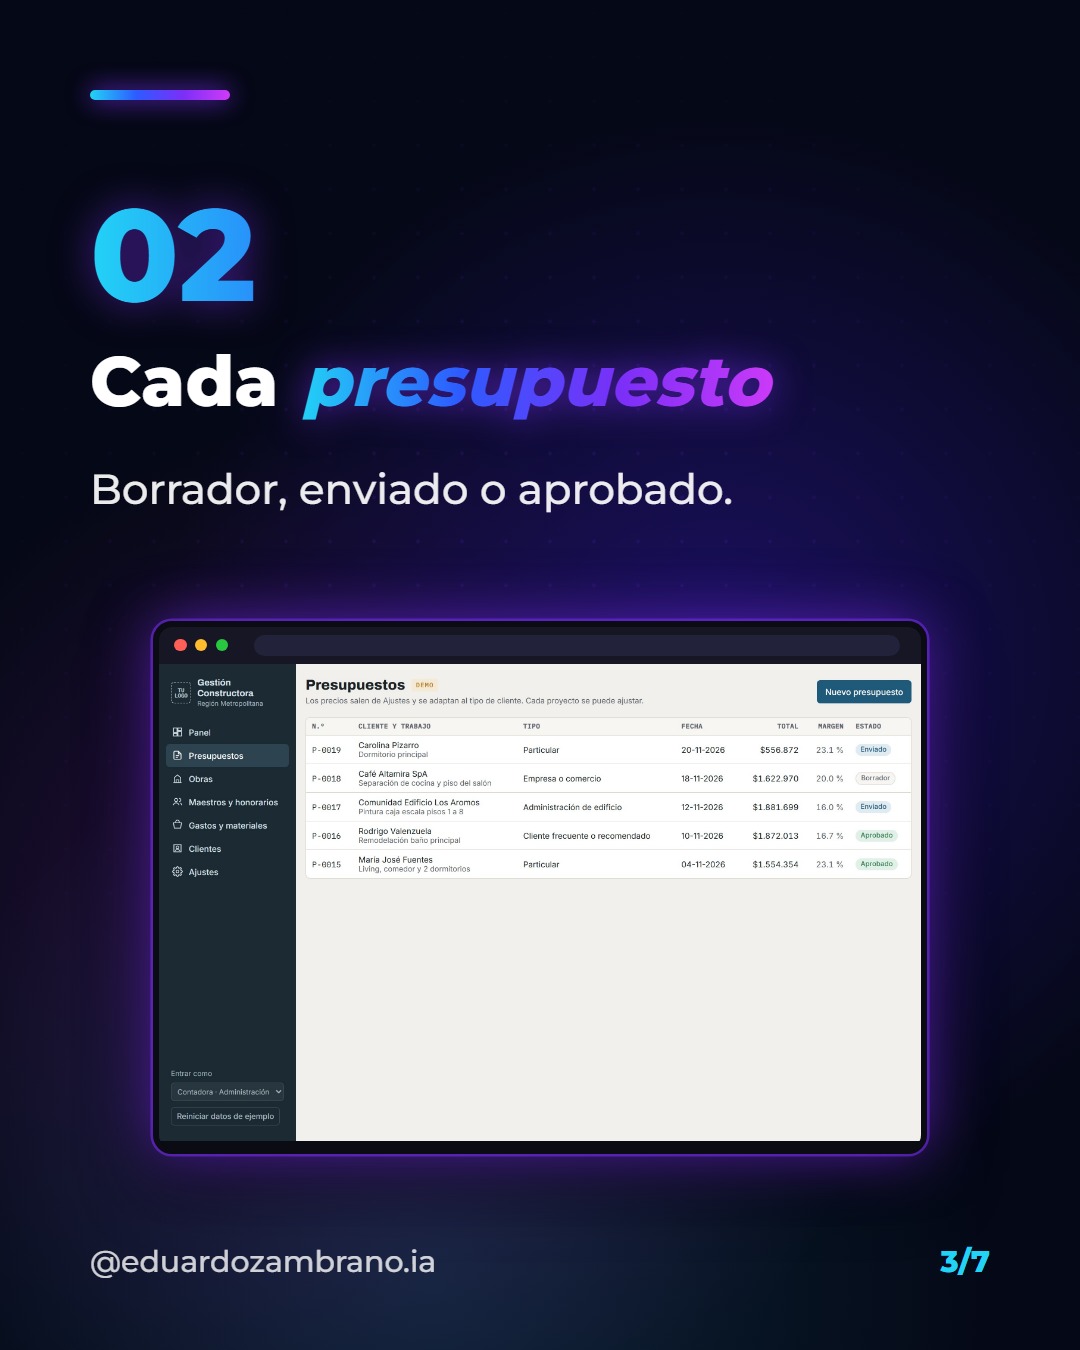 02
Cada presupuesto
Borrador, enviado o aprobado.
TU LOGO
Gestión Constructora
Región Metropolitana
Panel
Presupuestos
Obras
Maestros y honorarios
Gastos y materiales
Clientes
Ajustes
Entrar como
Contadora · Administración
Reiniciar datos de ejemplo
Presupuestos DEMO
Los precios salen de Ajustes y se adaptan al tipo de cliente. Cada proyecto se puede ajustar.
Nuevo presupuesto
N.º CLIENTE Y TRABAJO TIPO FECHA TOTAL MARGEN ESTADO
P-0019 Carolina Pizarro Particular 20-11-2026 $556.872 23.1 % Enviado
Dormitorio principal
P-0018 Café Altamira SpA Empresa o comercio 18-11-2026 $1.622.970 20.0 % Borrador
Separación de cocina y piso del salón
P-0017 Comunidad Edificio Los Aromos Administración de edificio 12-11-2026 $1.881.699 16.0 % Enviado
Pintura caja escala pisos 1 a 8
P-0016 Rodrigo Valenzuela Cliente frecuente o recomendado 10-11-2026 $1.872.013 16.7 % Aprobado
Remodelación baño principal
P-0015 María José Fuentes Particular 04-11-2026 $1.554.354 23.1 % Aprobado
Living, comedor y 2 dormitorios
@eduardozambrano.ia
3/7